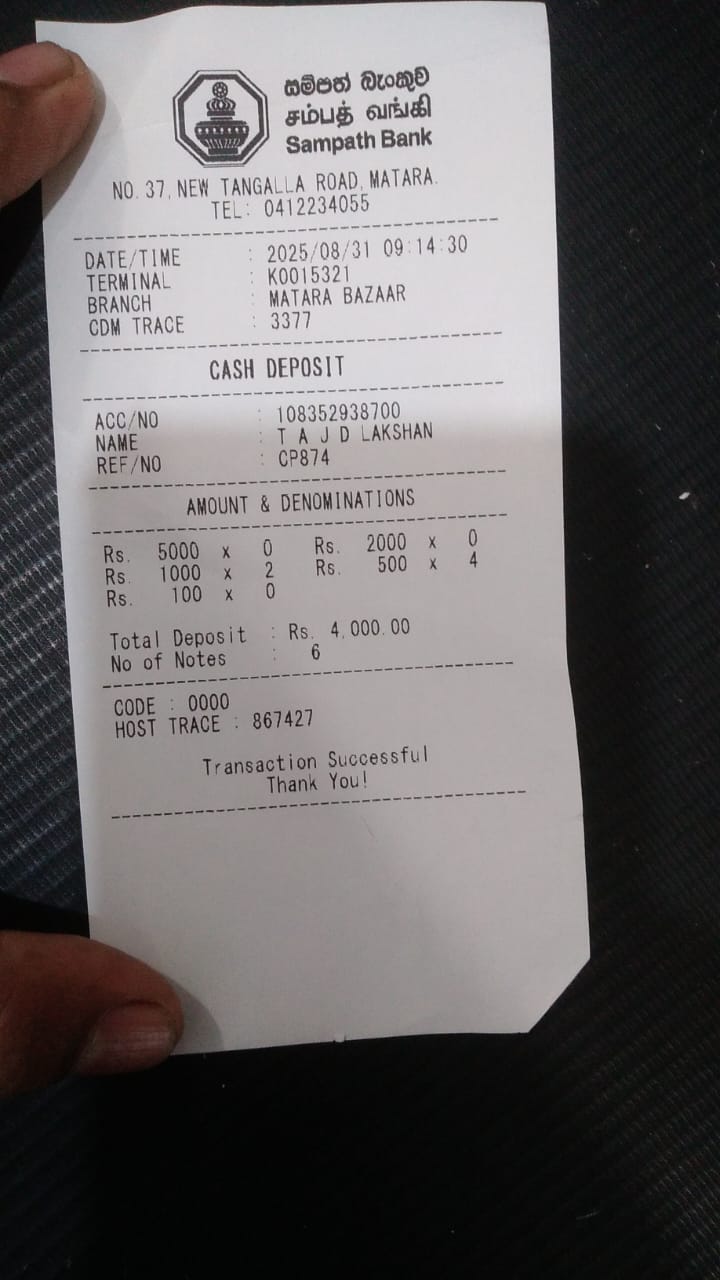 සම්පත් බැංකුව
சம்பத் வங்கி
Sampath Bank
NO. 37, NEW TANGALLA ROAD, MATARA.
TEL: 0412234055
DATE/TIME : 2025/08/31 09:14:30
TERMINAL : K0015321
BRANCH : MATARA BAZAAR
CDM TRACE : 3377
CASH DEPOSIT
ACC/NO : 108352938700
NAME : T A J D LAKSHAN
REF/NO : CP874
AMOUNT & DENOMINATIONS
Rs. 5000 x 0 Rs. 2000 x 0
Rs. 1000 x 2 Rs. 500 x 4
Rs. 100 x 0
Total Deposit : Rs. 4,000.00
No of Notes : 6
CODE : 0000
HOST TRACE : 867427
Transaction Successful
Thank You!